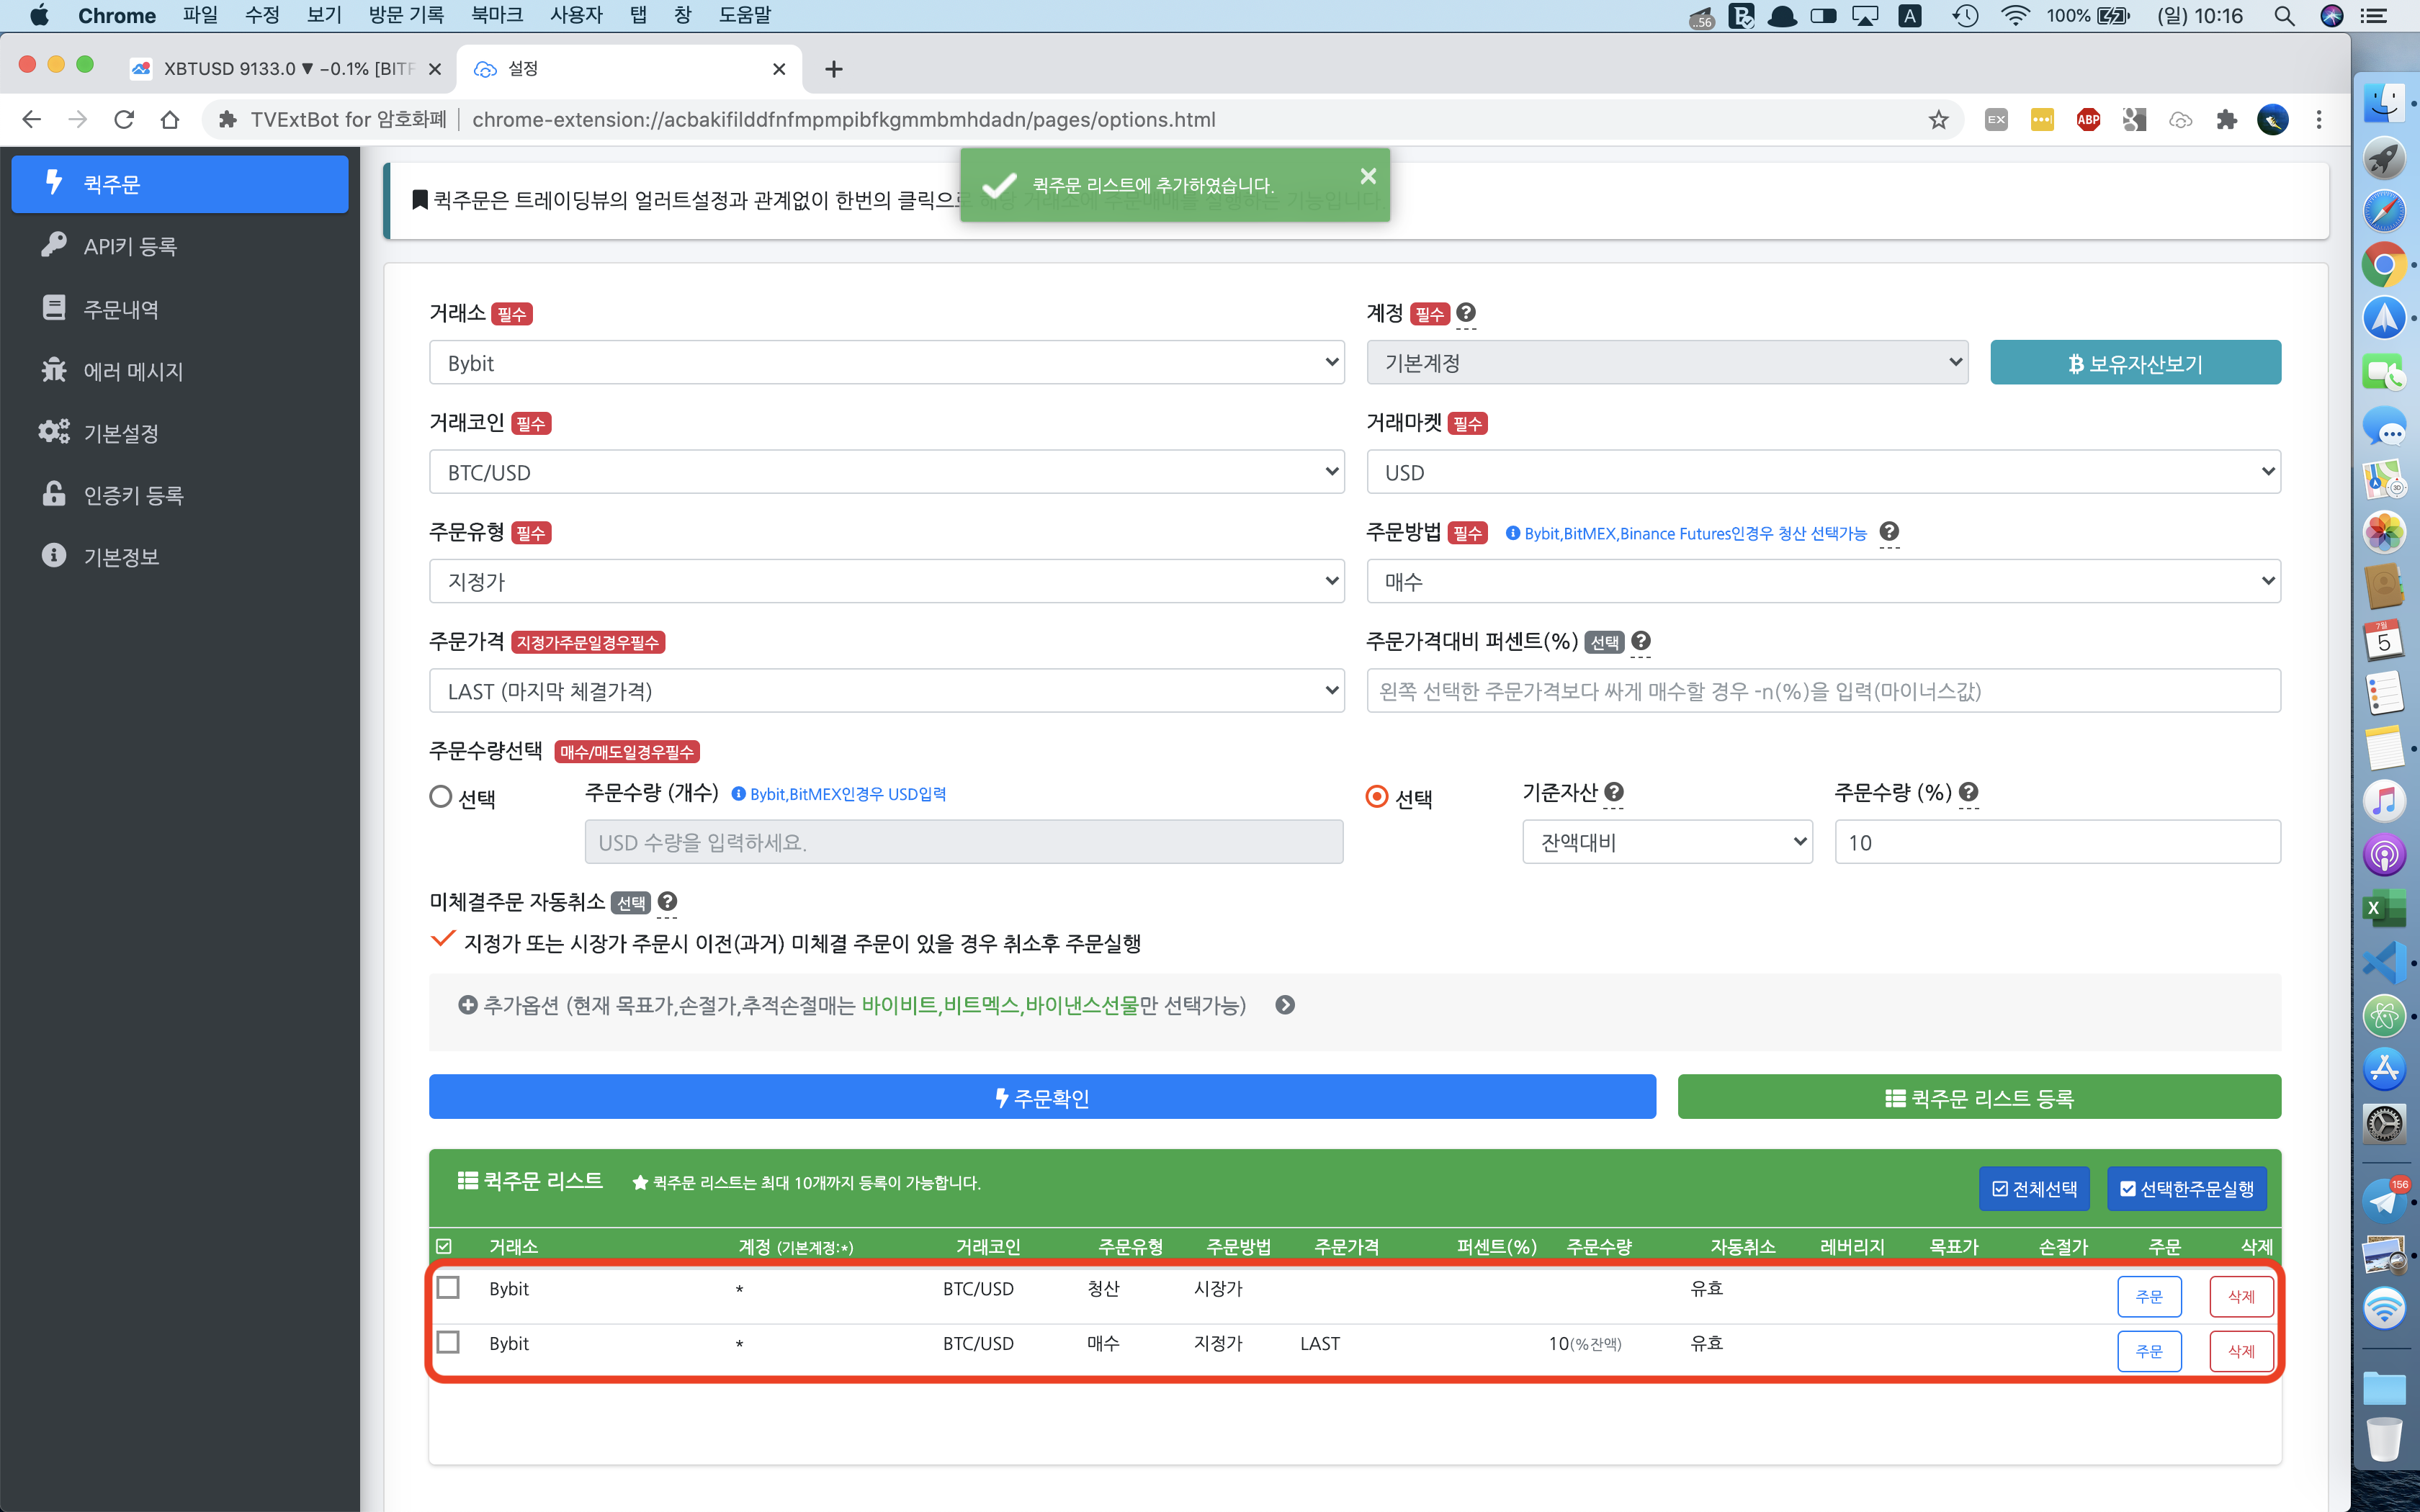 Chrome 파일 수정 보기 방문 기록 북마크 사용자 탭 창 도움말 ..56 A 100% (일) 10:16
XBTUSD 9133.0 ▼ −0.1% [BITF 설정
TVExtBot for 암호화폐 chrome-extension://acbakifilddfnfmpmpibfkgmmbmhdadn/pages/options.html EX ABP
퀵주문
API키 등록
주문내역
에러 메시지
기본설정
인증키 등록
기본정보
퀵주문 리스트에 추가하였습니다.
퀵주문은 트레이딩뷰의 얼러트설정과 관계없이 한번의 클릭으로 해당 거래소에 주문매매를 실행하는 기능입니다.
거래소 필수 계정 필수
Bybit 기본계정 보유자산보기
거래코인 필수 거래마켓 필수
BTC/USD USD
주문유형 필수 주문방법 필수 Bybit,BitMEX,Binance Futures인경우 청산 선택가능
지정가 매수
주문가격 지정가주문일경우필수 주문가격대비 퍼센트(%) 선택
LAST (마지막 체결가격) 왼쪽 선택한 주문가격보다 싸게 매수할 경우 -n(%)을 입력(마이너스값)
주문수량선택 매수/매도일경우필수
선택 주문수량 (개수) Bybit,BitMEX인경우 USD입력 선택 기준자산 주문수량 (%)
USD 수량을 입력하세요. 잔액대비 10
미체결주문 자동취소 선택
지정가 또는 시장가 주문시 이전(과거) 미체결 주문이 있을 경우 취소후 주문실행
추가옵션 (현재 목표가,손절가,추적손절매는 바이비트,비트멕스,바이낸스선물만 선택가능)
주문확인 퀵주문 리스트 등록
퀵주문 리스트 ★ 퀵주문 리스트는 최대 10개까지 등록이 가능합니다. 전체선택 선택한주문실행
거래소 계정 (기본계정:*) 거래코인 주문유형 주문방법 주문가격 퍼센트(%) 주문수량 자동취소 레버리지 목표가 손절가 주문 삭제
Bybit * BTC/USD 청산 시장가 유효 주문 삭제
Bybit * BTC/USD 매수 지정가 LAST 10(%잔액) 유효 주문 삭제
7월
5
156